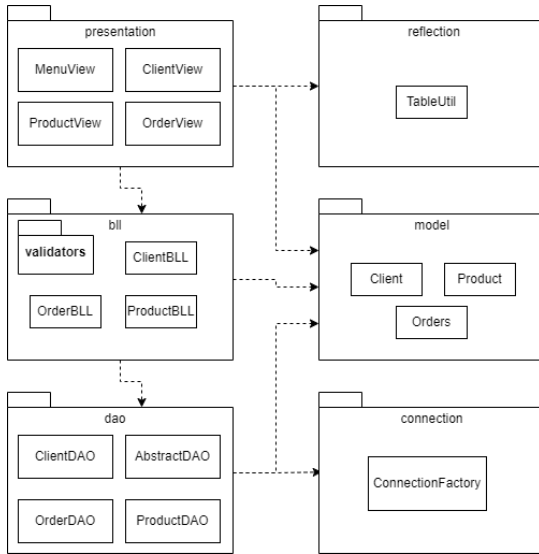 presentation
MenuView
ClientView
ProductView
OrderView
reflection
TableUtil
bll
validators
ClientBLL
OrderBLL
ProductBLL
model
Client
Product
Orders
dao
ClientDAO
AbstractDAO
OrderDAO
ProductDAO
connection
ConnectionFactory